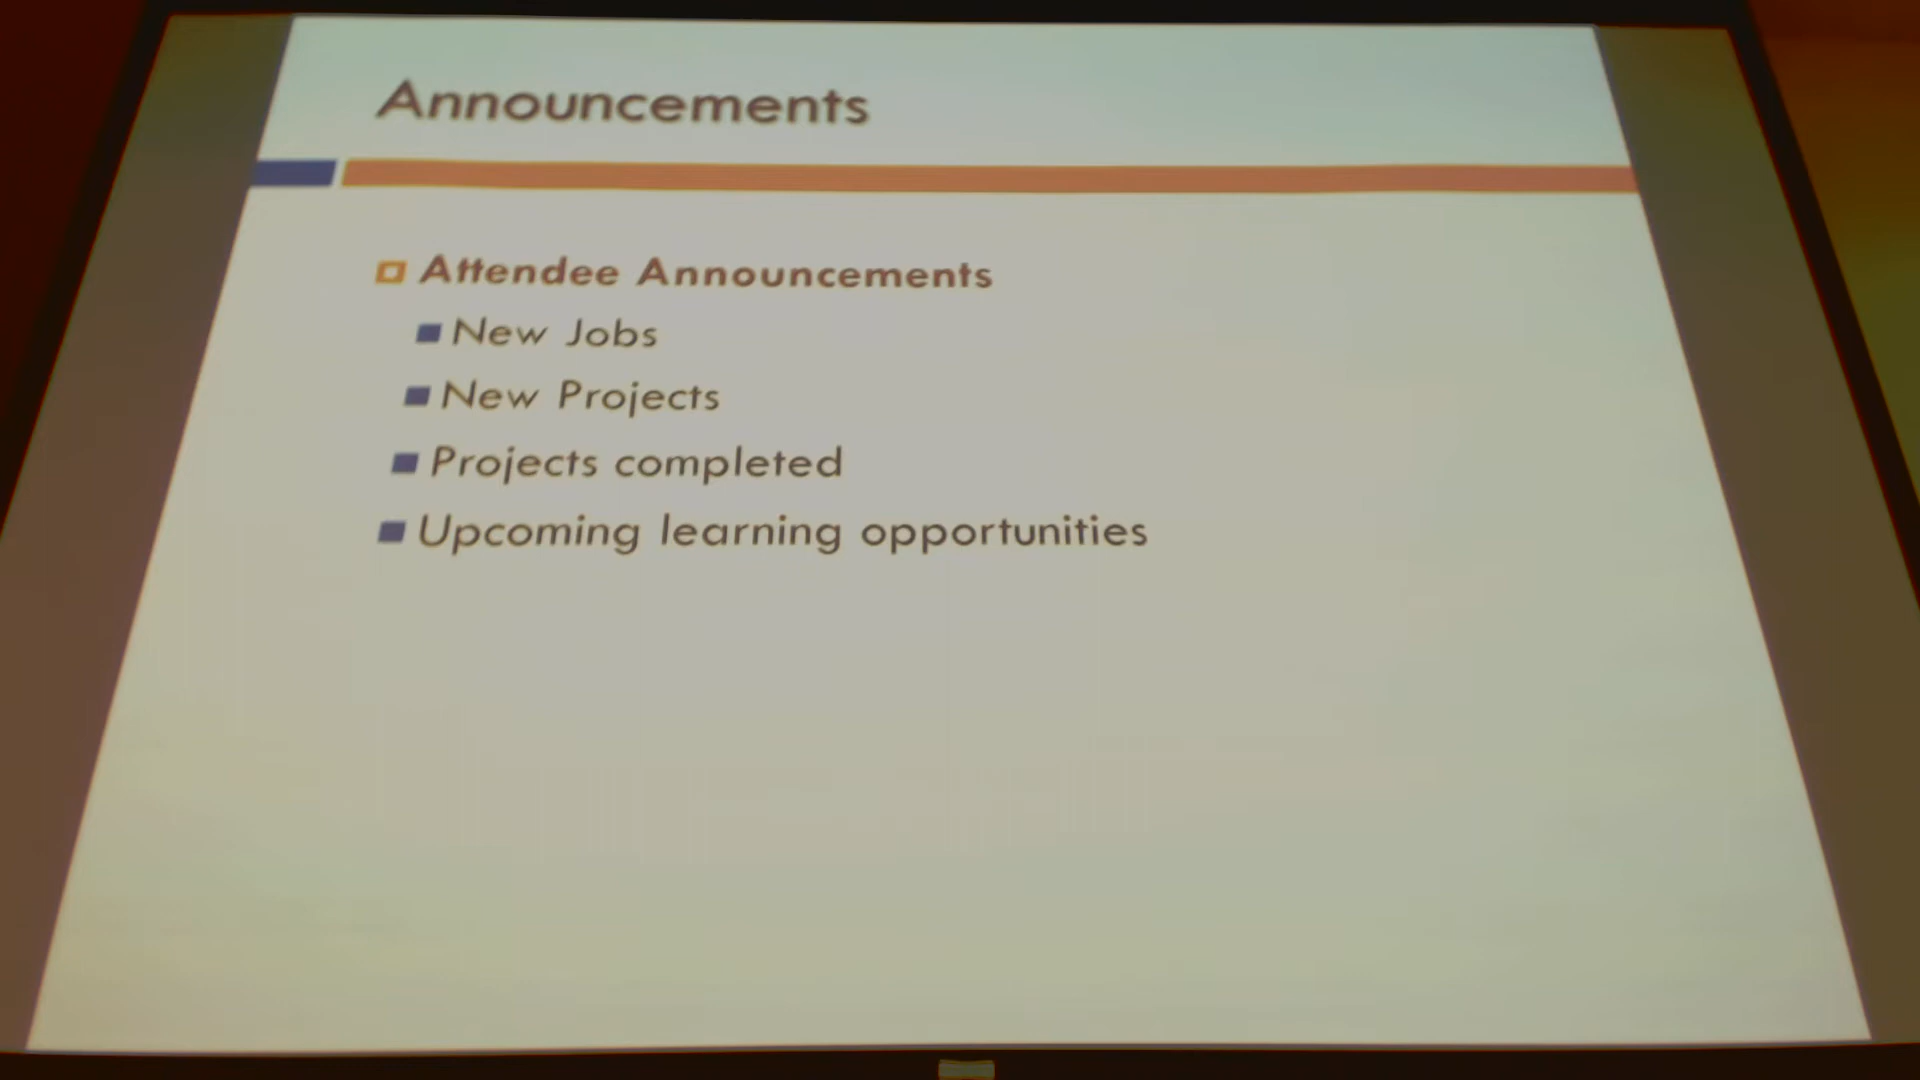 Announcements
Attendee Announcements
New Jobs
New Projects
Projects completed
Upcoming learning opportunities